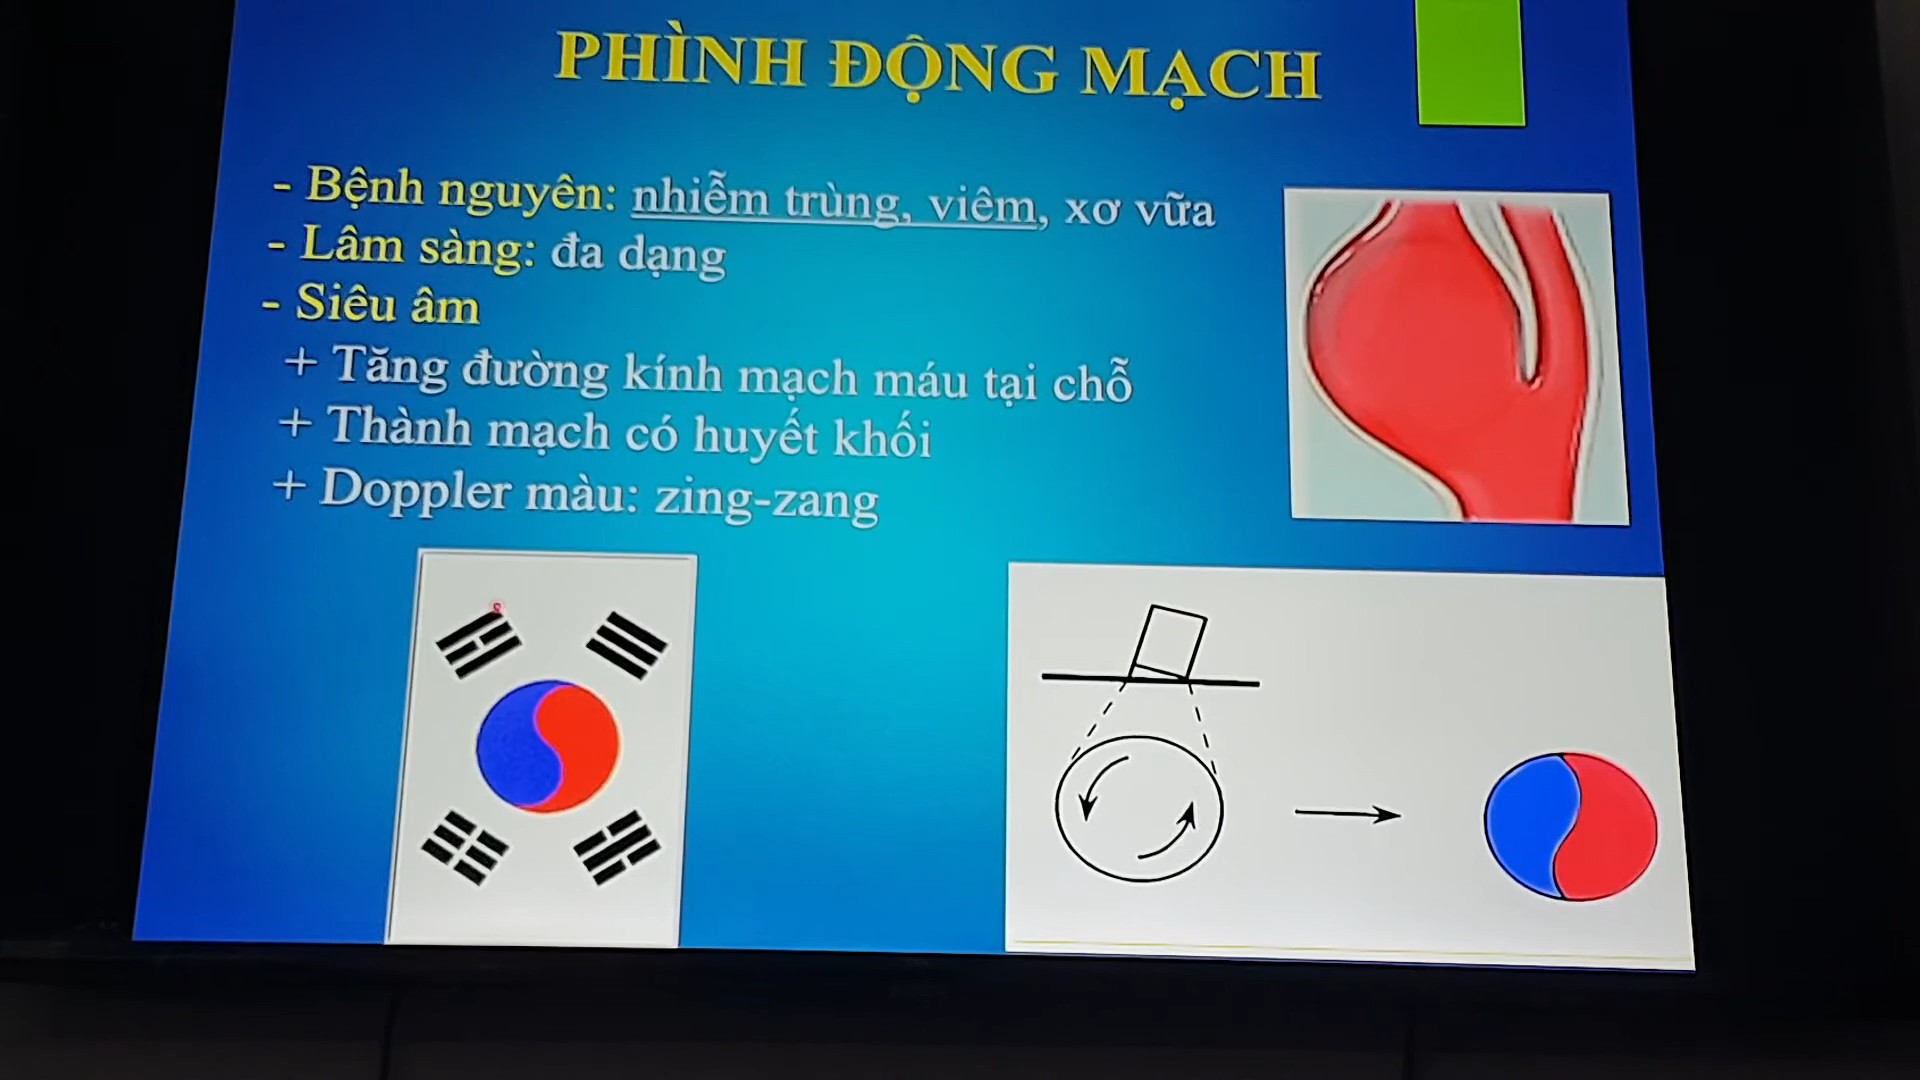 PHÌNH ĐỘNG MẠCH
- Bệnh nguyên: nhiễm trùng, viêm, xơ vữa
- Lâm sàng: đa dạng
- Siêu âm
+ Tăng đường kính mạch máu tại chỗ
+ Thành mạch có huyết khối
+ Doppler màu: zing-zang